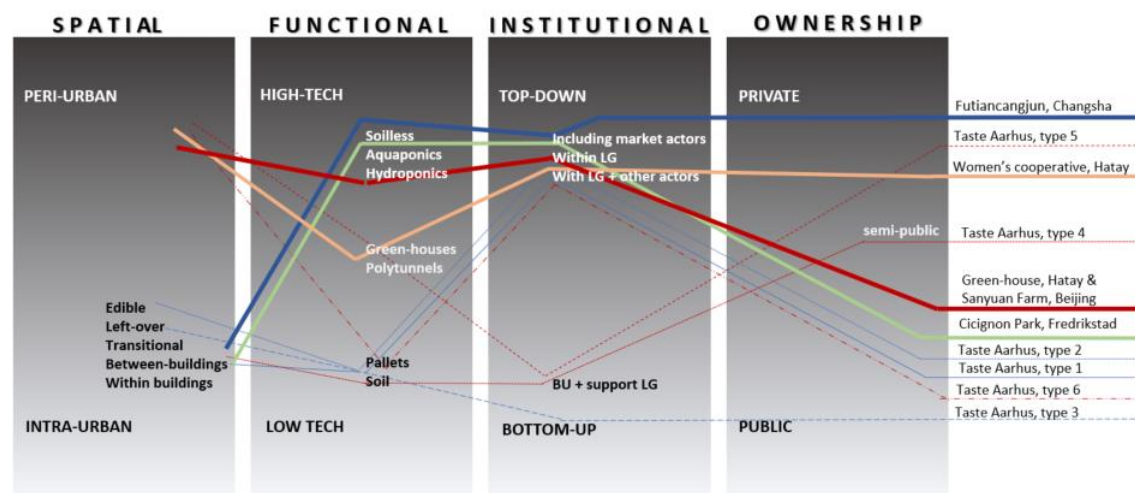 SPATIAL
FUNCTIONAL
INSTITUTIONAL
OWNERSHIP
PERI-URBAN
Edible
Left-over
Transitional
Between-buildings
Within buildings
INTRA-URBAN
HIGH-TECH
Soilless
Aquaponics
Hydroponics
Green-houses
Polytunnels
Pallets
Soil
LOW TECH
TOP-DOWN
Including market actors
Within LG
With LG + other actors
BU + support LG
BOTTOM-UP
PRIVATE
semi-public
PUBLIC
Futiancangjun, Changsha
Taste Aarhus, type 5
Women's cooperative, Hatay
Taste Aarhus, type 4
Green-house, Hatay &
Sanyuan Farm, Beijing
Cicignon Park, Fredrikstad
Taste Aarhus, type 2
Taste Aarhus, type 1
Taste Aarhus, type 6
Taste Aarhus, type 3